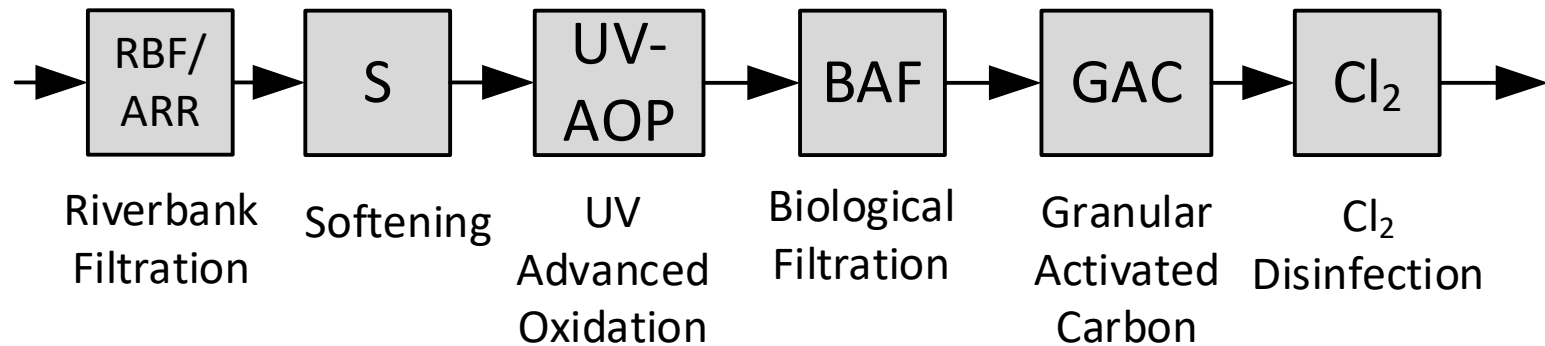 RBF/
ARR
S
UV-
AOP
BAF
GAC
Cl₂
Riverbank
Filtration
Softening
UV
Advanced
Oxidation
Biological
Filtration
Granular
Activated
Carbon
Cl₂
Disinfection